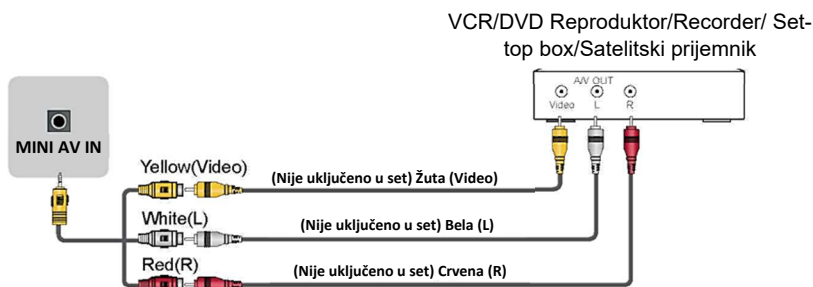 VCR/DVD Reproduktor/Recorder/ Set-
top box/Satelitski prijemnik
A/V OUT
Video L R
MINI AV IN
Yellow(Video)
(Nije uključeno u set) Žuta (Video)
White(L)
(Nije uključeno u set) Bela (L)
Red(R)
(Nije uključeno u set) Crvena (R)